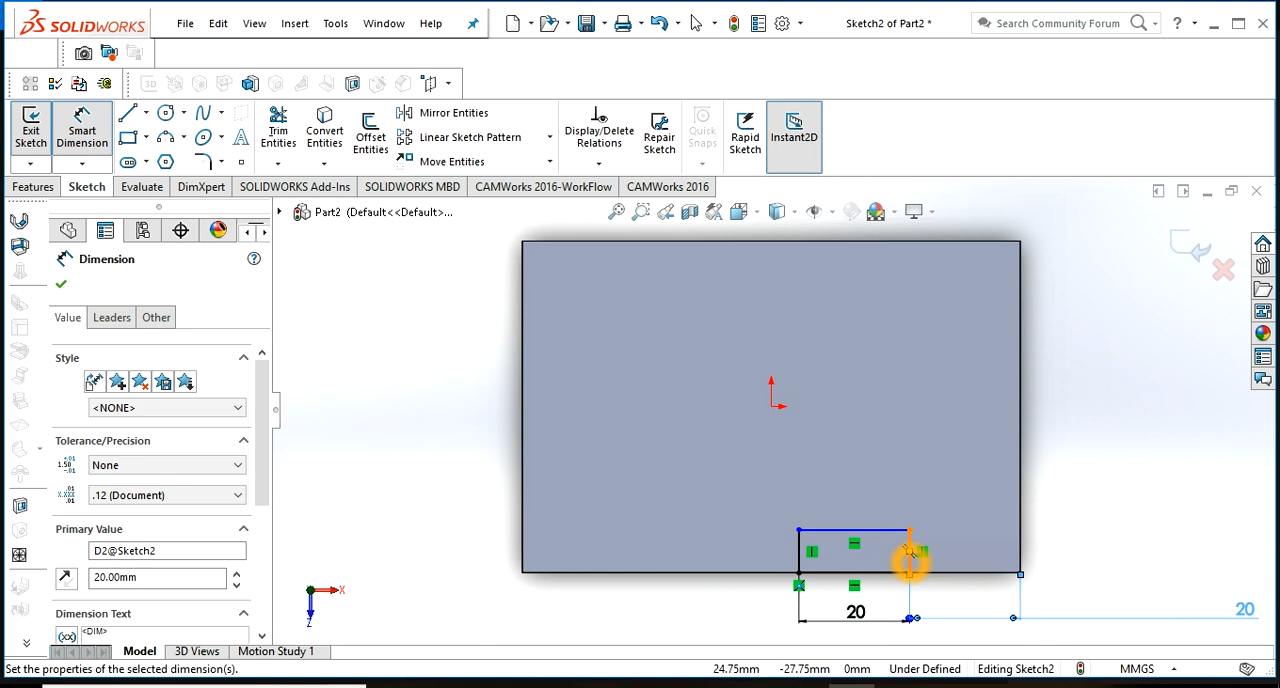 SOLIDWORKS
File Edit View Insert Tools Window Help
Sketch2 of Part2 *
Search Community Forum
?
3D
Exit Sketch
Smart Dimension
Trim Entities
Convert Entities
Offset Entities
Mirror Entities
Linear Sketch Pattern
Move Entities
Display/Delete Relations
Repair Sketch
Quick Snaps
Rapid Sketch
Instant2D
Features Sketch Evaluate DimXpert SOLIDWORKS Add-Ins SOLIDWORKS MBD CAMWorks 2016-WorkFlow CAMWorks 2016
Part2 (Default<<Default>...
Dimension
Value Leaders Other
Style
<NONE>
Tolerance/Precision
None
.12 (Document)
Primary Value
D2@Sketch2
20.00mm
Dimension Text
<DIM>
X
Z
20
20
Model 3D Views Motion Study 1
Set the properties of the selected dimension(s).
24.75mm -27.75mm 0mm Under Defined Editing Sketch2 MMGS